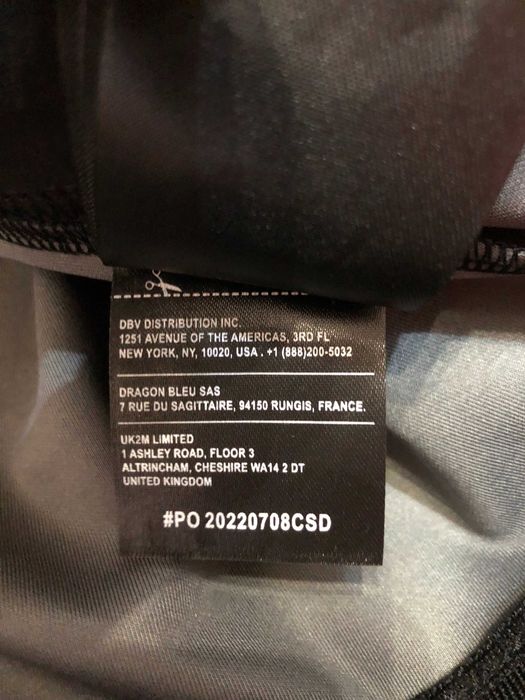 DBV DISTRIBUTION INC.
1251 AVENUE OF THE AMERICAS, 3RD FL
NEW YORK, NY, 10020, USA . +1 (888)200-5032
DRAGON BLEU SAS
7 RUE DU SAGITTAIRE, 94150 RUNGIS, FRANCE.
UK2M LIMITED
1 ASHLEY ROAD, FLOOR 3
ALTRINCHAM, CHESHIRE WA14 2 DT
UNITED KINGDOM
#PO 20220708CSD